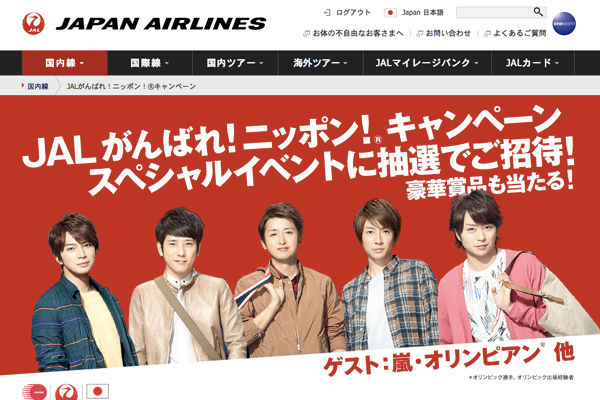 JAL
JAPAN AIRLINES
ログアウト
Japan 日本語
oneworld
お体の不自由なお客さまへ
お問い合わせ
よくあるご質問
国内線
国際線
国内ツアー
海外ツアー
JALマイレージバンク
JALカード
国内線
JALがんばれ！ニッポン！®キャンペーン
JALがんばれ！ニッポン！®キャンペーン
スペシャルイベントに抽選でご招待！
豪華賞品も当たる！
ゲスト：嵐・オリンピアン* 他
*オリンピック選手、オリンピック出場経験者
JAL